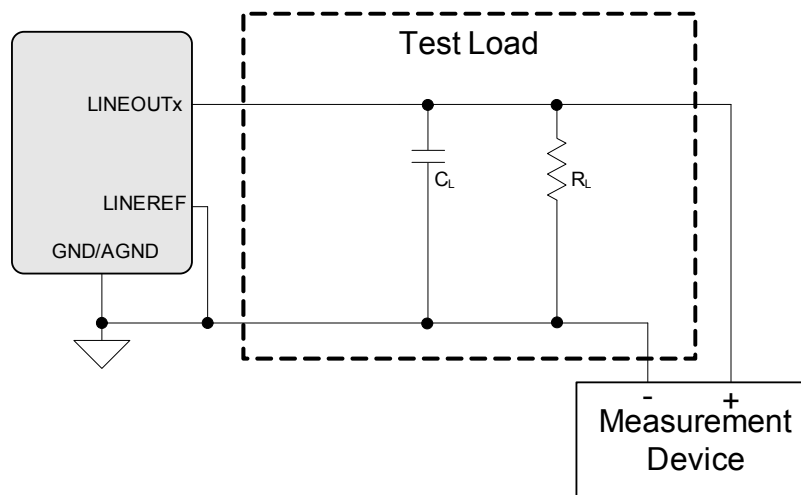 Test Load
LINEOUTx
CL
RL
LINEREF
GND/AGND
- +
Measurement
Device